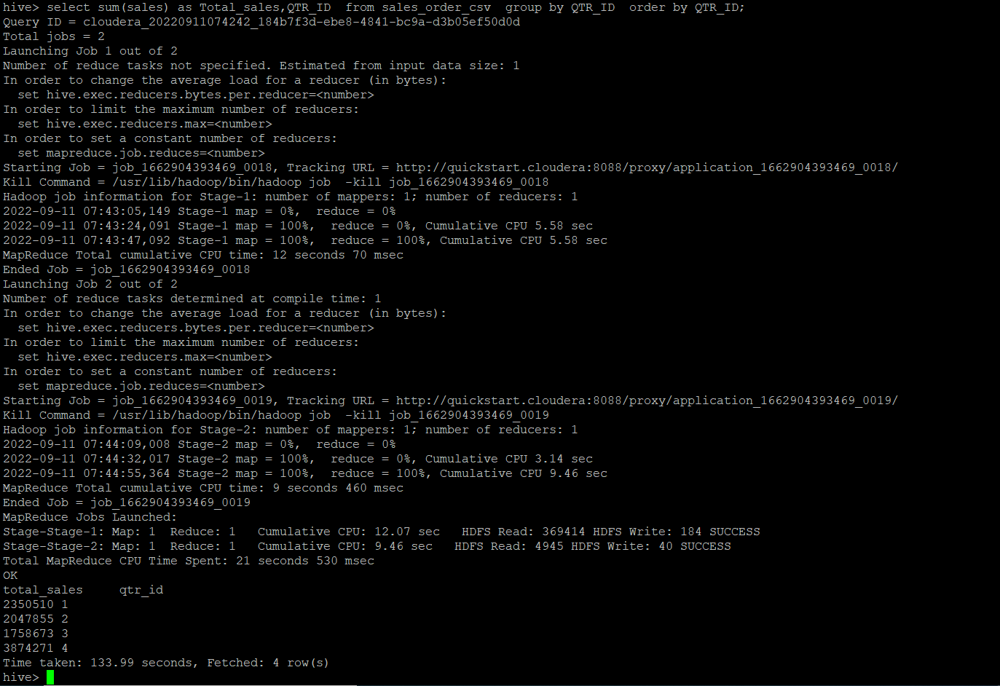 hive> select sum(sales) as Total_sales,QTR_ID  from sales_order_csv  group by QTR_ID  order by QTR_ID;
Query ID = cloudera_20220911074242_184b7f3d-ebe8-4841-bc9a-d3b05ef50d0d
Total jobs = 2
Launching Job 1 out of 2
Number of reduce tasks not specified. Estimated from input data size: 1
In order to change the average load for a reducer (in bytes):
  set hive.exec.reducers.bytes.per.reducer=<number>
In order to limit the maximum number of reducers:
  set hive.exec.reducers.max=<number>
In order to set a constant number of reducers:
  set mapreduce.job.reduces=<number>
Starting Job = job_1662904393469_0018, Tracking URL = http://quickstart.cloudera:8088/proxy/application_1662904393469_0018/
Kill Command = /usr/lib/hadoop/bin/hadoop job  -kill job_1662904393469_0018
Hadoop job information for Stage-1: number of mappers: 1; number of reducers: 1
2022-09-11 07:43:05,149 Stage-1 map = 0%,  reduce = 0%
2022-09-11 07:43:24,091 Stage-1 map = 100%,  reduce = 0%, Cumulative CPU 5.58 sec
2022-09-11 07:43:47,092 Stage-1 map = 100%,  reduce = 100%, Cumulative CPU 5.58 sec
MapReduce Total cumulative CPU time: 12 seconds 70 msec
Ended Job = job_1662904393469_0018
Launching Job 2 out of 2
Number of reduce tasks determined at compile time: 1
In order to change the average load for a reducer (in bytes):
  set hive.exec.reducers.bytes.per.reducer=<number>
In order to limit the maximum number of reducers:
  set hive.exec.reducers.max=<number>
In order to set a constant number of reducers:
  set mapreduce.job.reduces=<number>
Starting Job = job_1662904393469_0019, Tracking URL = http://quickstart.cloudera:8088/proxy/application_1662904393469_0019/
Kill Command = /usr/lib/hadoop/bin/hadoop job  -kill job_1662904393469_0019
Hadoop job information for Stage-2: number of mappers: 1; number of reducers: 1
2022-09-11 07:44:09,008 Stage-2 map = 0%,  reduce = 0%
2022-09-11 07:44:32,017 Stage-2 map = 100%,  reduce = 0%, Cumulative CPU 3.14 sec
2022-09-11 07:44:55,364 Stage-2 map = 100%,  reduce = 100%, Cumulative CPU 9.46 sec
MapReduce Total cumulative CPU time: 9 seconds 460 msec
Ended Job = job_1662904393469_0019
MapReduce Jobs Launched:
Stage-Stage-1: Map: 1  Reduce: 1   Cumulative CPU: 12.07 sec   HDFS Read: 369414 HDFS Write: 184 SUCCESS
Stage-Stage-2: Map: 1  Reduce: 1   Cumulative CPU: 9.46 sec   HDFS Read: 4945 HDFS Write: 40 SUCCESS
Total MapReduce CPU Time Spent: 21 seconds 530 msec
OK
total_sales     qtr_id
2350510 1
2047855 2
1758673 3
3874271 4
Time taken: 133.99 seconds, Fetched: 4 row(s)
hive>